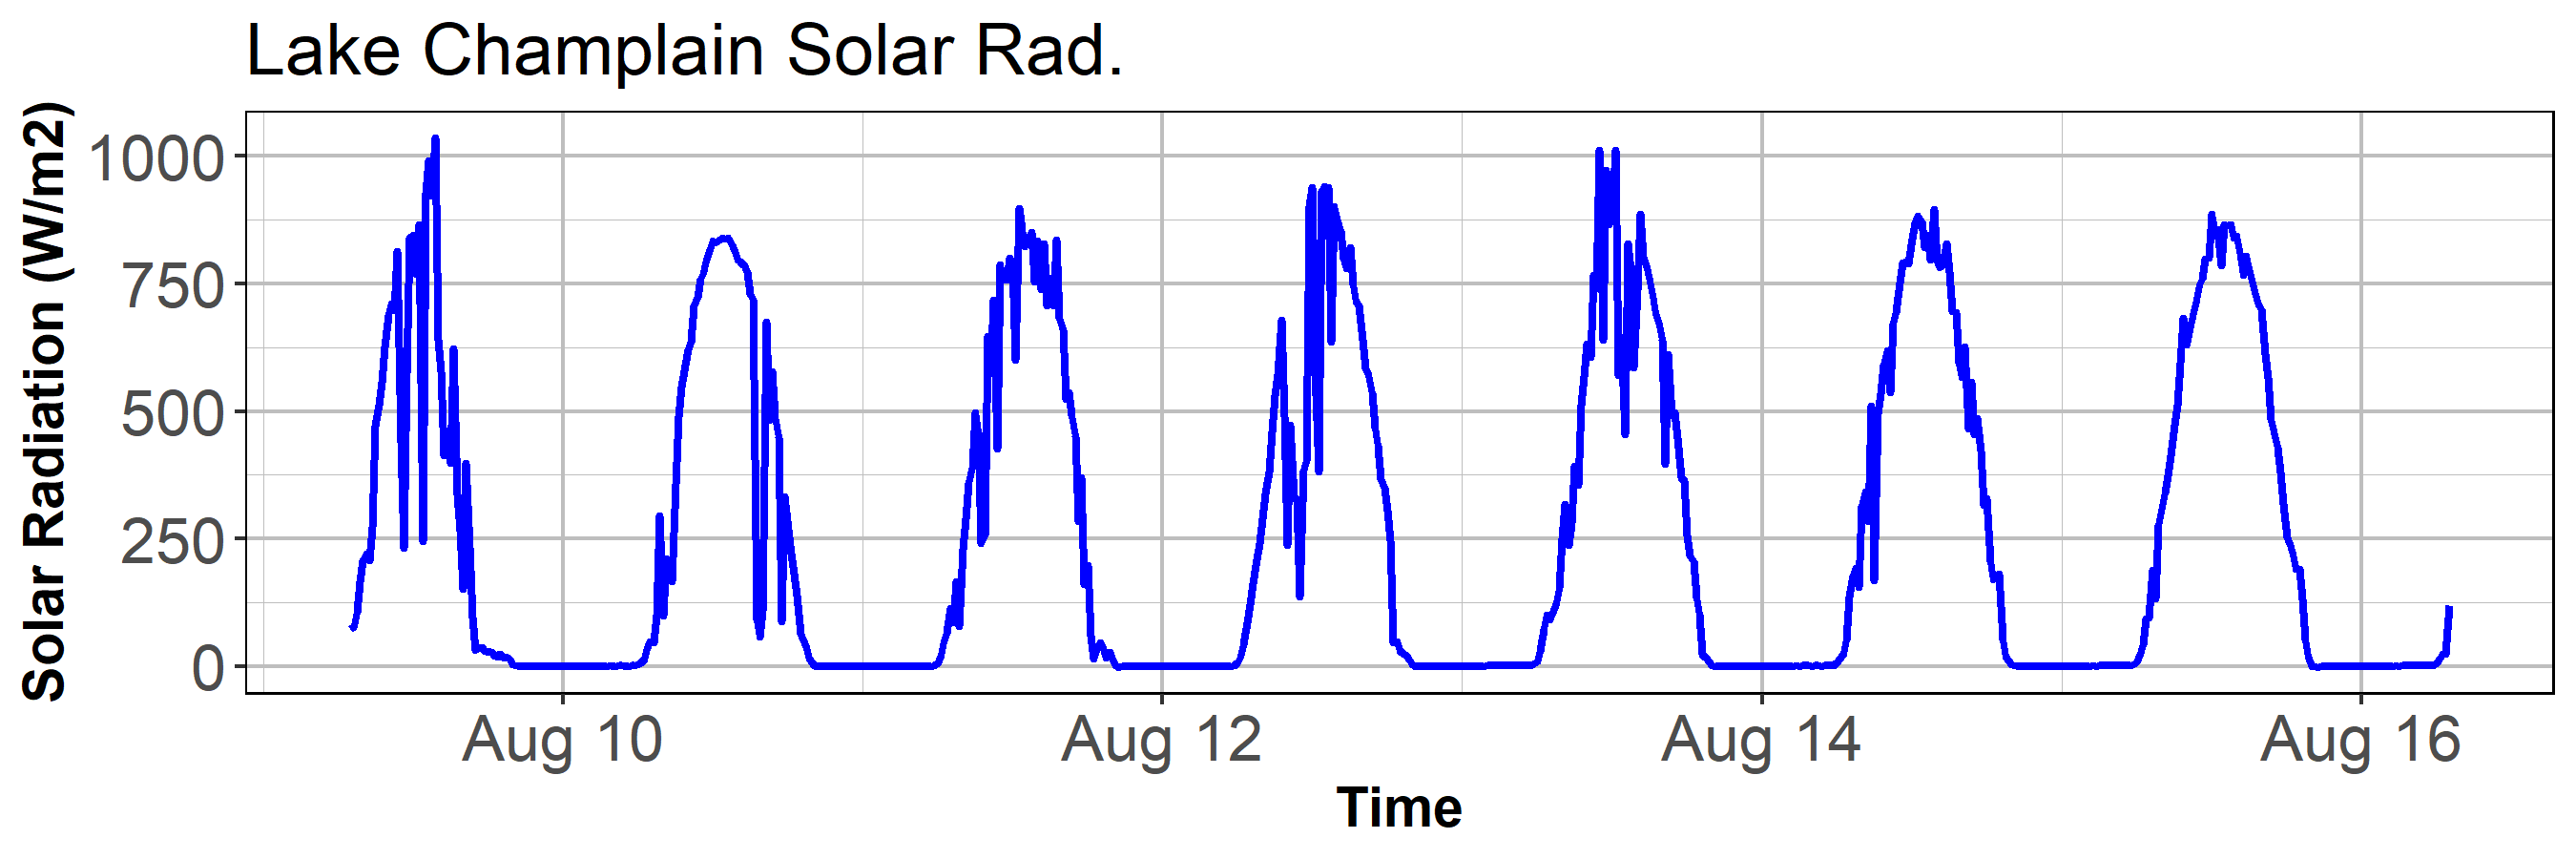 Lake Champlain Solar Rad.
Solar Radiation (W/m2)
1000
750
500
250
0
Aug 10 Aug 12 Aug 14 Aug 16
Time